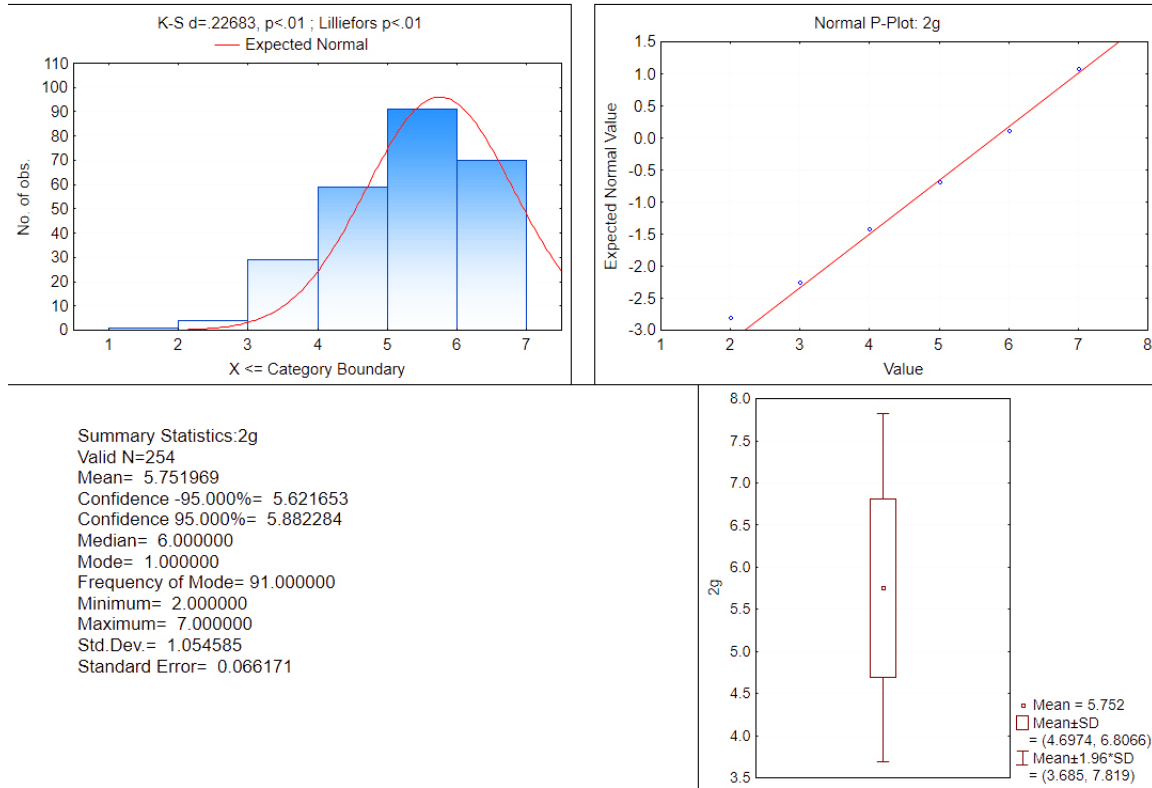 K-S d=.22683, p<.01 ; Lilliefors p<.01
Expected Normal
110
100
90
80
70
60
50
40
30
20
10
0
No. of obs.
1 2 3 4 5 6 7
X <= Category Boundary
Normal P-Plot: 2g
1.5
1.0
0.5
0.0
-0.5
-1.0
-1.5
-2.0
-2.5
-3.0
Expected Normal Value
1 2 3 4 5 6 7 8
Value
Summary Statistics:2g
Valid N=254
Mean= 5.751969
Confidence -95.000%= 5.621653
Confidence 95.000%= 5.882284
Median= 6.000000
Mode= 1.000000
Frequency of Mode= 91.000000
Minimum= 2.000000
Maximum= 7.000000
Std.Dev.= 1.054585
Standard Error= 0.066171
8.0
7.5
7.0
6.5
6.0
5.5
5.0
4.5
4.0
3.5
2g
Mean = 5.752
Mean±SD
= (4.6974, 6.8066)
Mean±1.96*SD
= (3.685, 7.819)